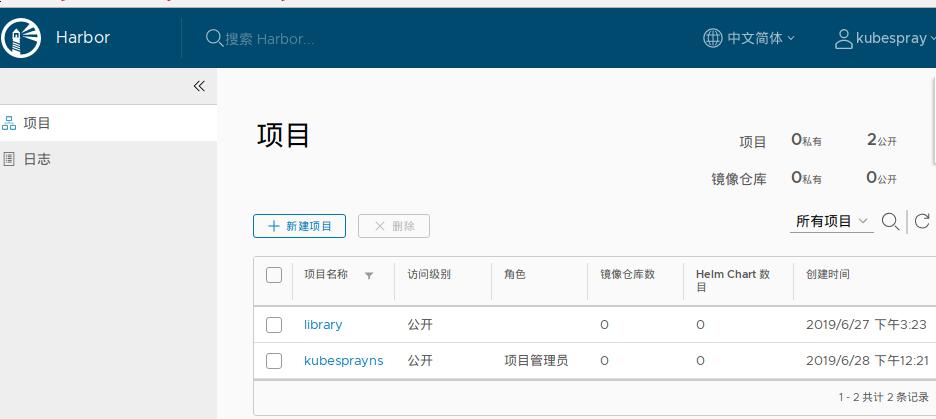 Harbor
搜索 Harbor...
中文简体
kubespray
项目
日志
项目
项目 0私有 2公开
镜像仓库 0私有 0公开
新建项目
删除
所有项目
项目名称 访问级别 角色 镜像仓库数 Helm Chart 数
目
创建时间
library 公开 0 0 2019/6/27 下午3:23
kubesprayns 公开 项目管理员 0 0 2019/6/28 下午12:21
1 - 2 共计 2 条记录